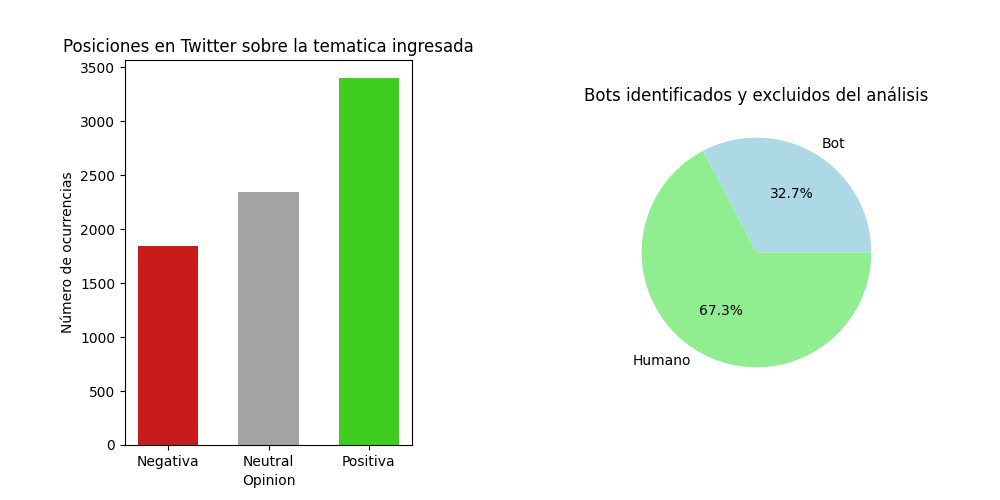 Posiciones en Twitter sobre la tematica ingresada
3500
3000
2500
2000
1500
1000
500
0
Número de ocurrencias
Negativa
Neutral
Positiva
Opinion
Bots identificados y excluidos del análisis
Bot
32.7%
67.3%
Humano